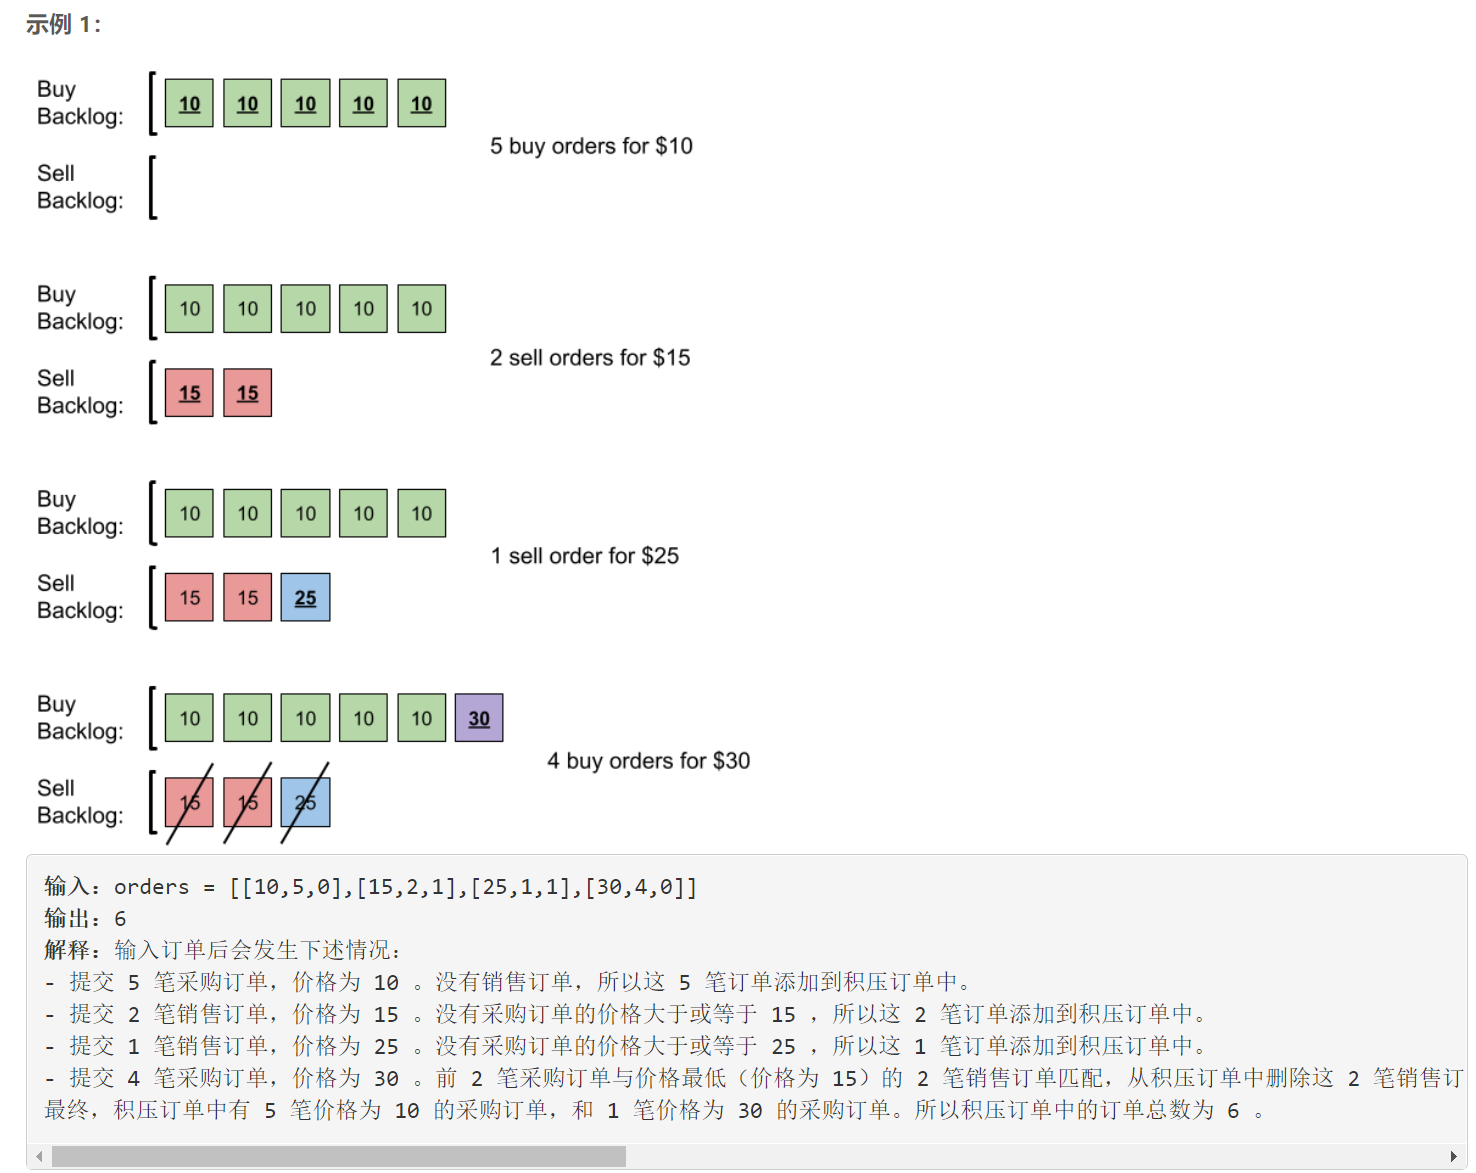 示例 1：
Buy
Backlog:
10 10 10 10 10
5 buy orders for $10
Sell
Backlog:
Buy
Backlog:
10 10 10 10 10
2 sell orders for $15
Sell
Backlog:
15 15
Buy
Backlog:
10 10 10 10 10
1 sell order for $25
Sell
Backlog:
15 15 25
Buy
Backlog:
10 10 10 10 10 30
4 buy orders for $30
Sell
Backlog:
15 15 25
输入：orders = [[10,5,0],[15,2,1],[25,1,1],[30,4,0]]
输出：6
解释：输入订单后会发生下述情况：
- 提交 5 笔采购订单，价格为 10 。没有销售订单，所以这 5 笔订单添加到积压订单中。
- 提交 2 笔销售订单，价格为 15 。没有采购订单的价格大于或等于 15 ，所以这 2 笔订单添加到积压订单中。
- 提交 1 笔销售订单，价格为 25 。没有采购订单的价格大于或等于 25 ，所以这 1 笔订单添加到积压订单中。
- 提交 4 笔采购订单，价格为 30 。前 2 笔采购订单与价格最低（价格为 15）的 2 笔销售订单匹配，从积压订单中删除这 2 笔销售订
最终，积压订单中有 5 笔价格为 10 的采购订单，和 1 笔价格为 30 的采购订单。所以积压订单中的订单总数为 6 。